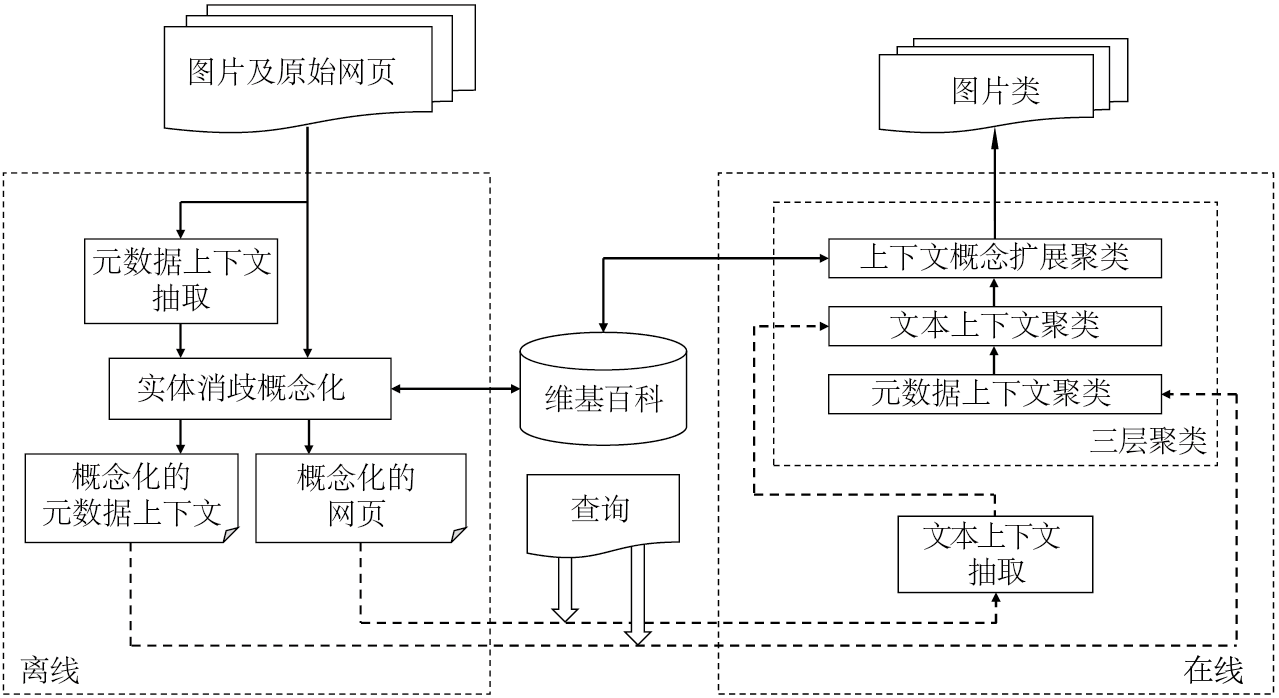 图片及原始网页
图片类
元数据上下文
抽取
实体消歧概念化
概念化的
元数据上下文
概念化的
网页
离线
维基百科
查询
上下文概念扩展聚类
文本上下文聚类
元数据上下文聚类
三层聚类
文本上下文
抽取
在线